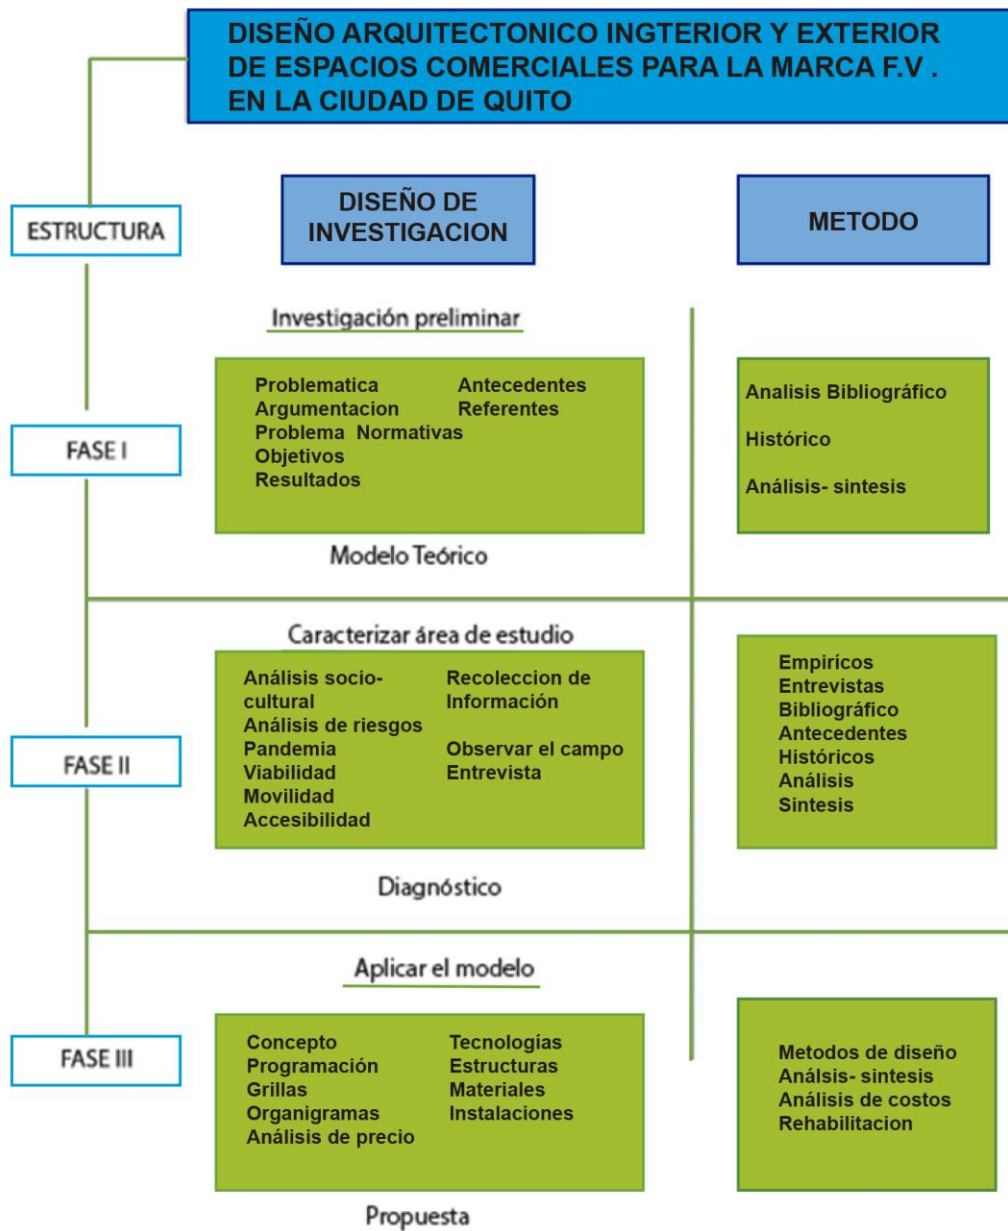 DISEÑO ARQUITECTONICO INGTERIOR Y EXTERIOR
DE ESPACIOS COMERCIALES PARA LA MARCA F.V .
EN LA CIUDAD DE QUITO
ESTRUCTURA
DISEÑO DE
INVESTIGACION
METODO
Investigación preliminar
FASE I
Problematica Antecedentes
Argumentacion Referentes
Problema Normativas
Objetivos
Resultados
Analisis Bibliográfico
Histórico
Análisis- sintesis
Modelo Teórico
Caracterizar área de estudio
FASE II
Análisis socio-
cultural
Análisis de riesgos
Pandemia
Viabilidad
Movilidad
Accesibilidad
Recoleccion de
Información
Observar el campo
Entrevista
Empirícos
Entrevistas
Bibliográfico
Antecedentes
Históricos
Análisis
Sintesis
Diagnóstico
Aplicar el modelo
FASE III
Concepto
Programación
Grillas
Organigramas
Análisis de precio
Tecnologías
Estructuras
Materiales
Instalaciones
Metodos de diseño
Análsis- sintesis
Análisis de costos
Rehabilitacion
Propuesta